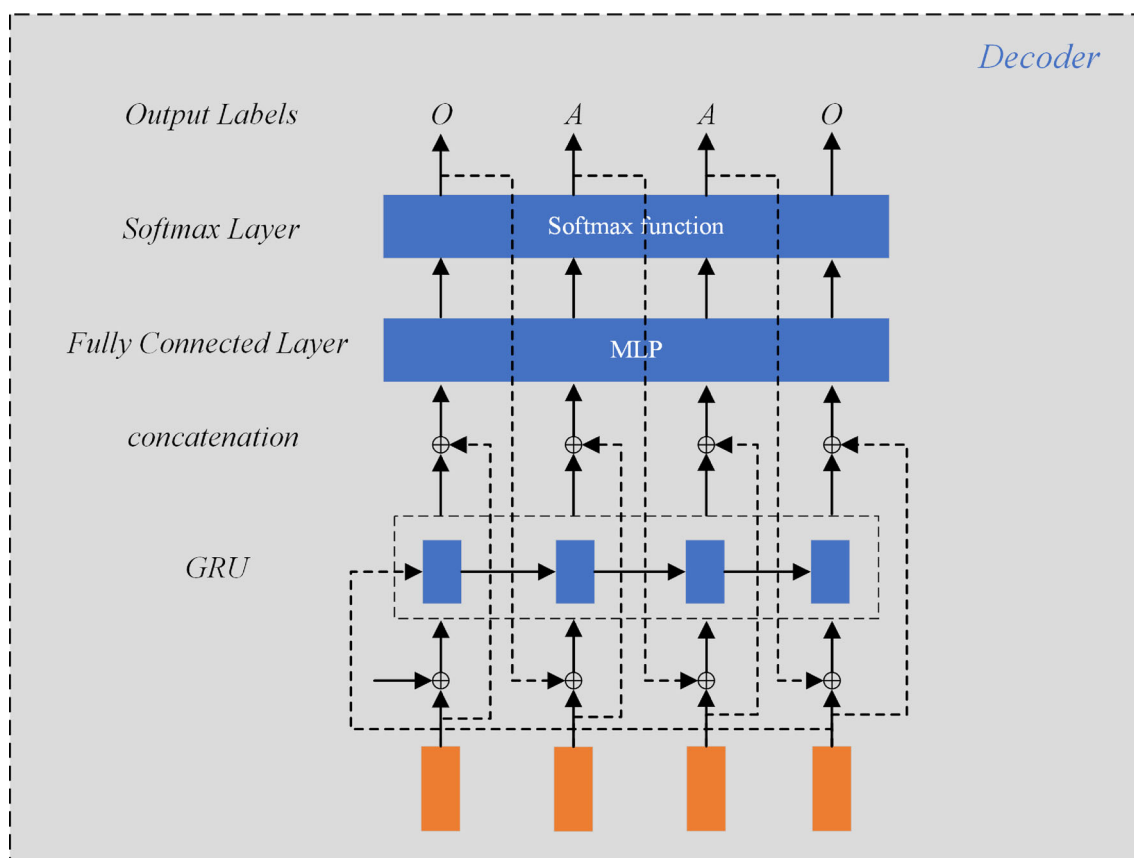 Decoder
Output Labels O A A O
Softmax Layer Softmax function
Fully Connected Layer MLP
concatenation
GRU